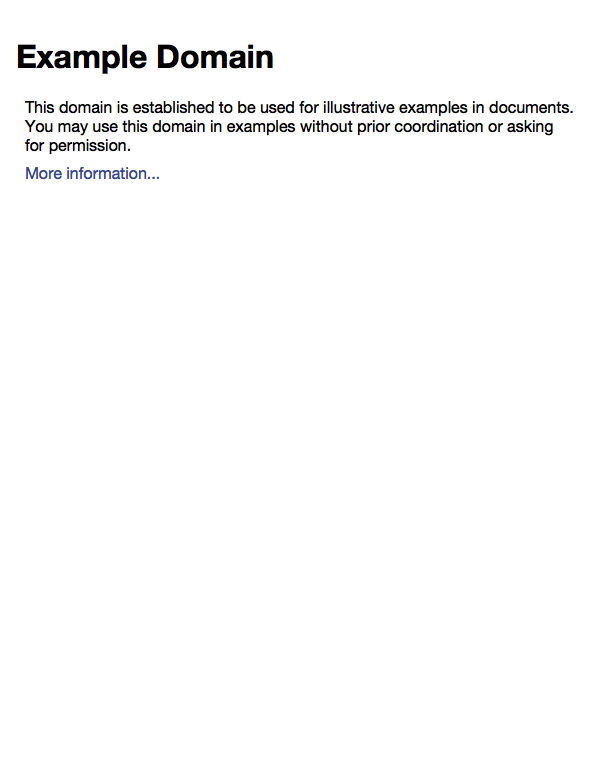 Example Domain
This domain is established to be used for illustrative examples in documents.
You may use this domain in examples without prior coordination or asking
for permission.
More information...